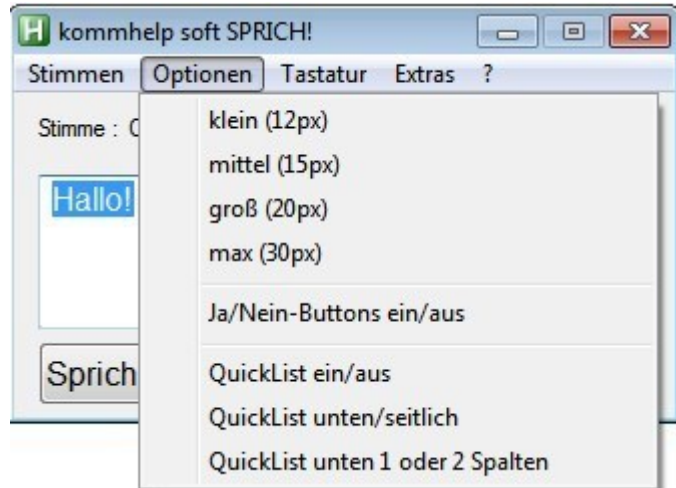 kommhelp soft SPRICH!
Stimmen Optionen Tastatur Extras ?
Stimme :
klein (12px)
mittel (15px)
Hallo!
groß (20px)
max (30px)
Ja/Nein-Buttons ein/aus
Sprich
QuickList ein/aus
QuickList unten/seitlich
QuickList unten 1 oder 2 Spalten